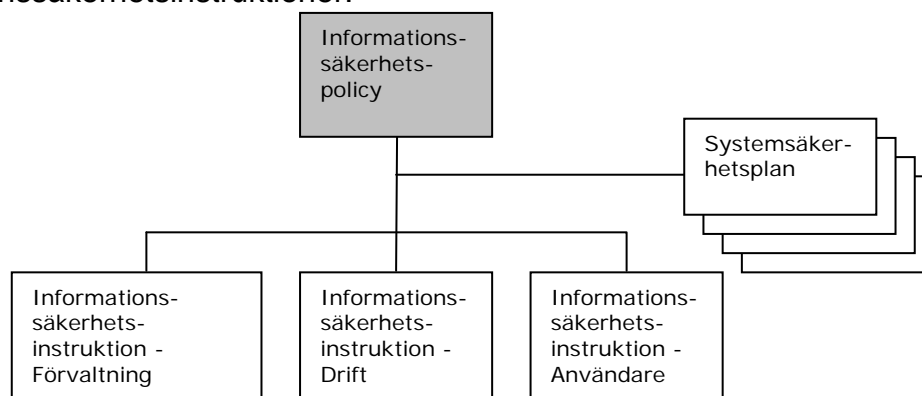 Informations-
säkerhets-
policy
Systemsäker-
hetsplan
Informations-
säkerhets-
instruktion -
Förvaltning
Informations-
säkerhets-
instruktion -
Drift
Informations-
säkerhets-
instruktion -
Användare